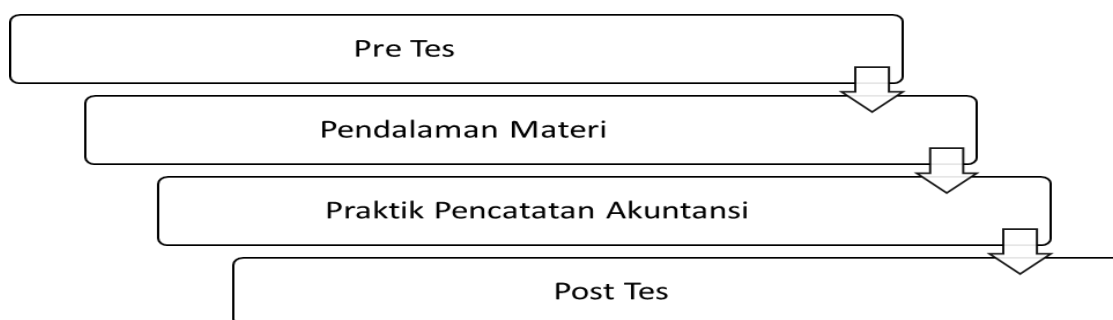 Pre Tes
Pendalaman Materi
Praktik Pencatatan Akuntansi
Post Tes